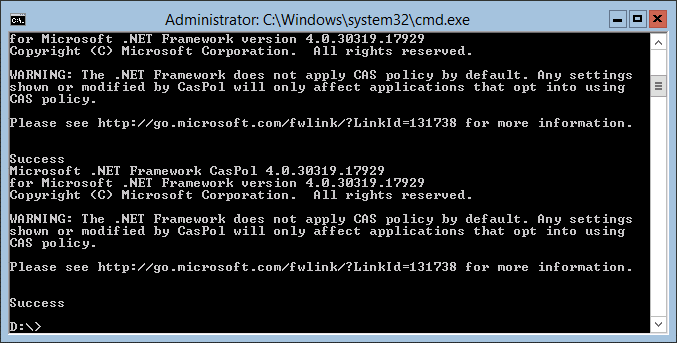 Administrator: C:\Windows\system32\cmd.exe
for Microsoft .NET Framework version 4.0.30319.17929
Copyright (C) Microsoft Corporation.  All rights reserved.
WARNING: The .NET Framework does not apply CAS policy by default. Any settings
shown or modified by CasPol will only affect applications that opt into using
CAS policy.
Please see http://go.microsoft.com/fwlink/?LinkId=131738 for more information.
Success
Microsoft .NET Framework CasPol 4.0.30319.17929
for Microsoft .NET Framework version 4.0.30319.17929
Copyright (C) Microsoft Corporation.  All rights reserved.
WARNING: The .NET Framework does not apply CAS policy by default. Any settings
shown or modified by CasPol will only affect applications that opt into using
CAS policy.
Please see http://go.microsoft.com/fwlink/?LinkId=131738 for more information.
Success
D:\>